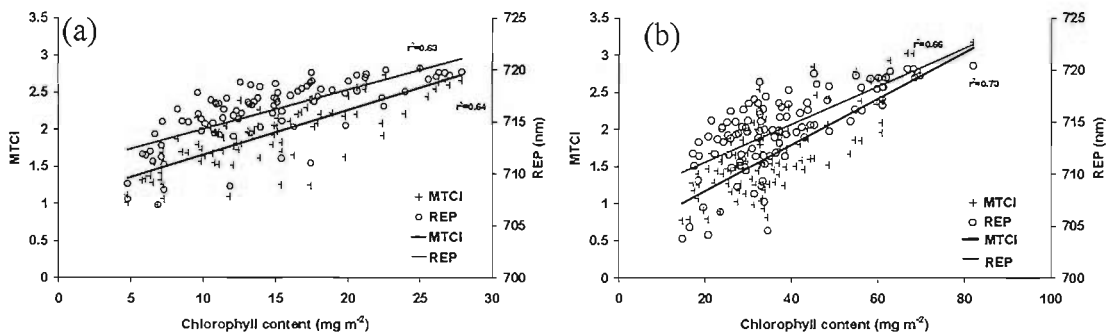 (a)
3.5
3
2.5
2
1.5
1
0.5
0
MTCI
r²=0.63
r²=0.64
725
720
715
710
705
700
REP (nm)
+ MTCI
o REP
MTCI
REP
0 5 10 15 20 25 30
Chlorophyll content (mg m⁻²)
(b)
3.5
3
2.5
2
1.5
1
0.5
0
MTCI
r²=0.66
r²=0.73
725
720
715
710
705
700
REP (nm)
+ MTCI
o REP
MTCI
REP
0 20 40 60 80 100
Chlorophyll content (mg m⁻²)